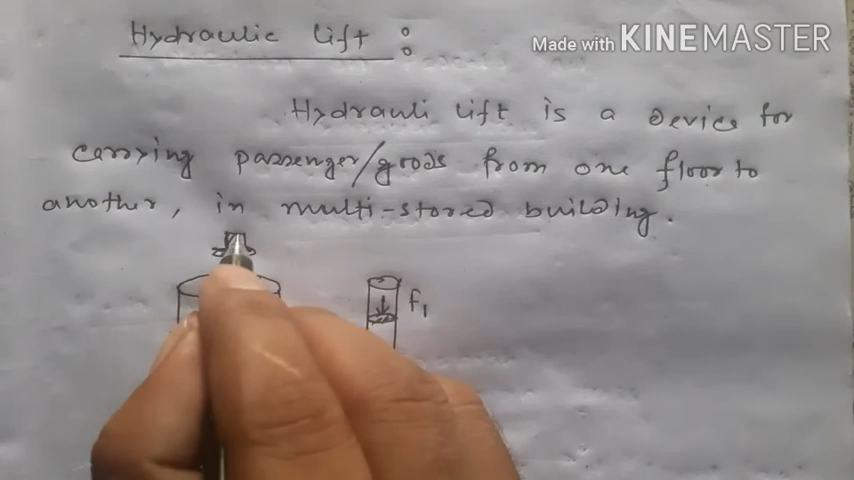 Hydraulic lift :
Made with KINEMASTER
Hydrauli lift is a Device for
carrying passenger/goods from one floor to
another, in multi-stored building.
f1